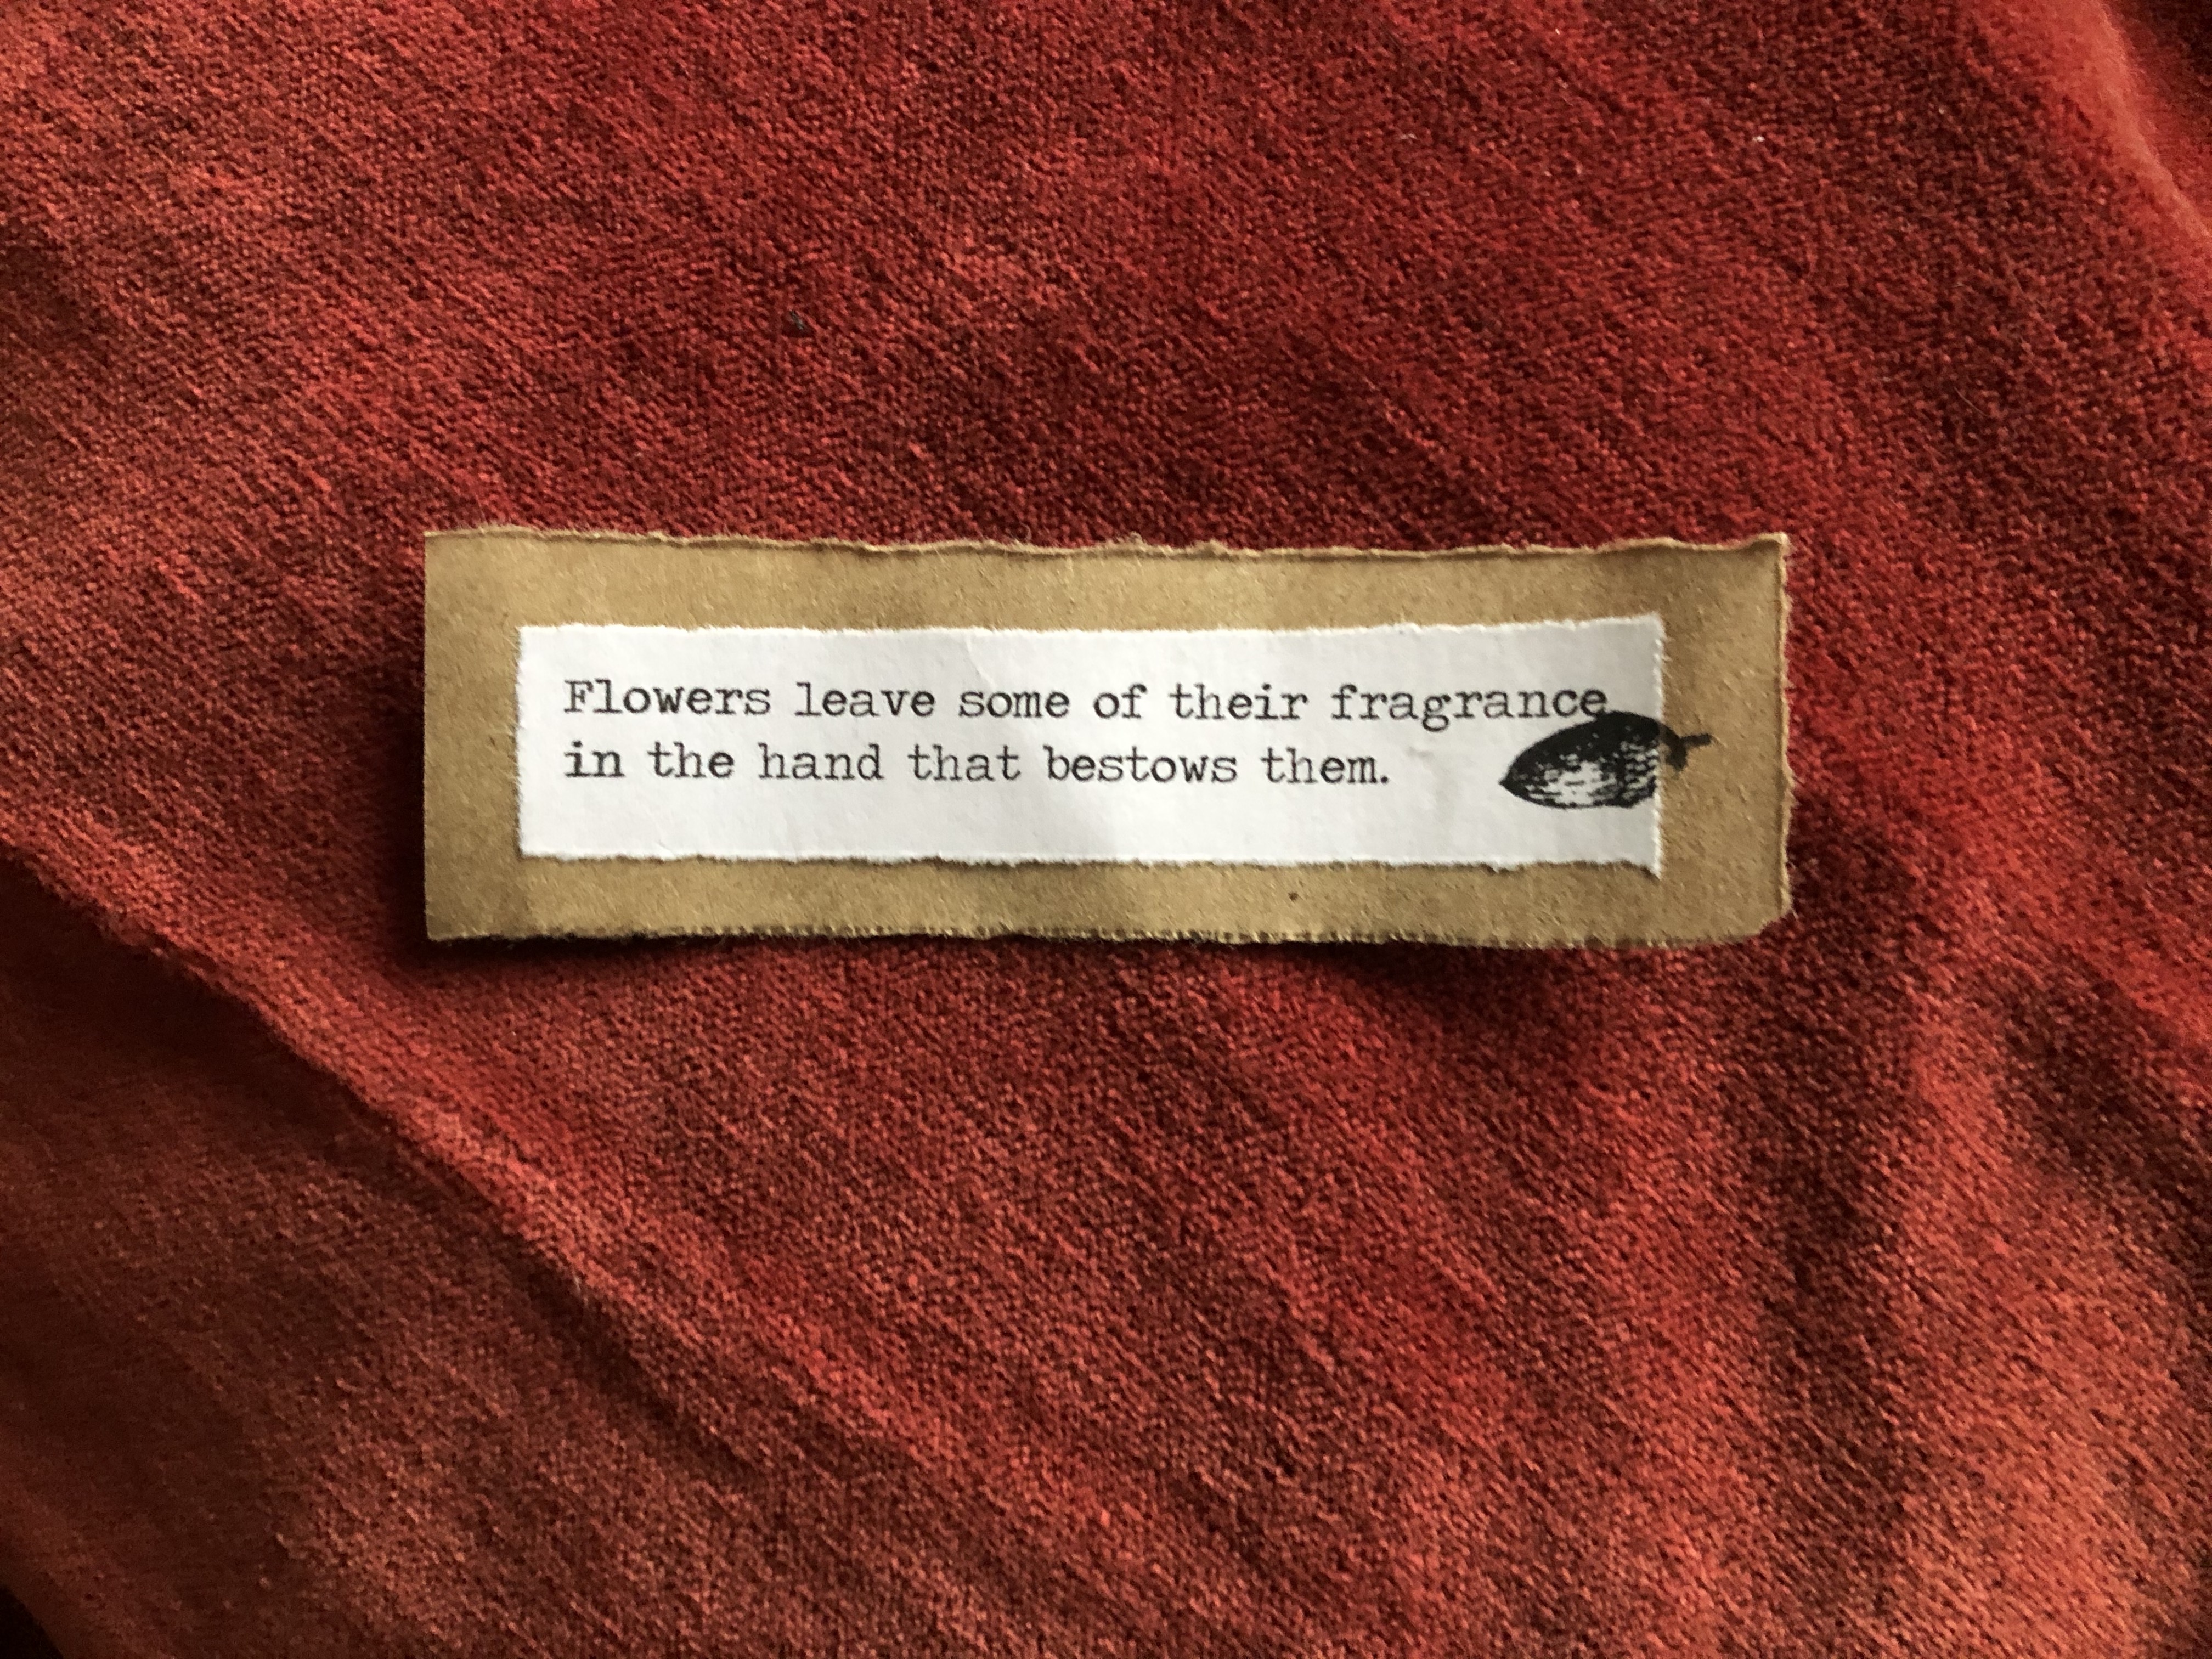 Flowers leave some of their fragrance
in the hand that bestows them.